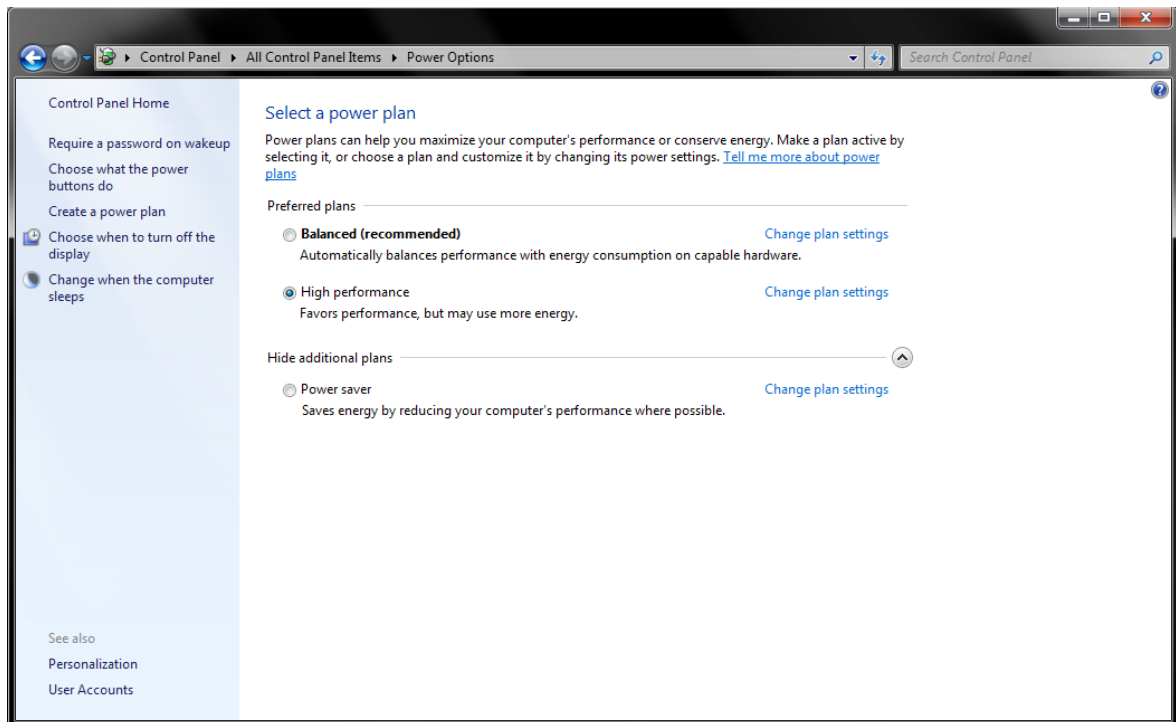 Control Panel ▸ All Control Panel Items ▸ Power Options
Search Control Panel
Control Panel Home
Require a password on wakeup
Choose what the power
buttons do
Create a power plan
Choose when to turn off the
display
Change when the computer
sleeps
See also
Personalization
User Accounts
Select a power plan
Power plans can help you maximize your computer's performance or conserve energy. Make a plan active by
selecting it, or choose a plan and customize it by changing its power settings. Tell me more about power
plans
Preferred plans
Balanced (recommended) Change plan settings
Automatically balances performance with energy consumption on capable hardware.
High performance Change plan settings
Favors performance, but may use more energy.
Hide additional plans
Power saver Change plan settings
Saves energy by reducing your computer's performance where possible.